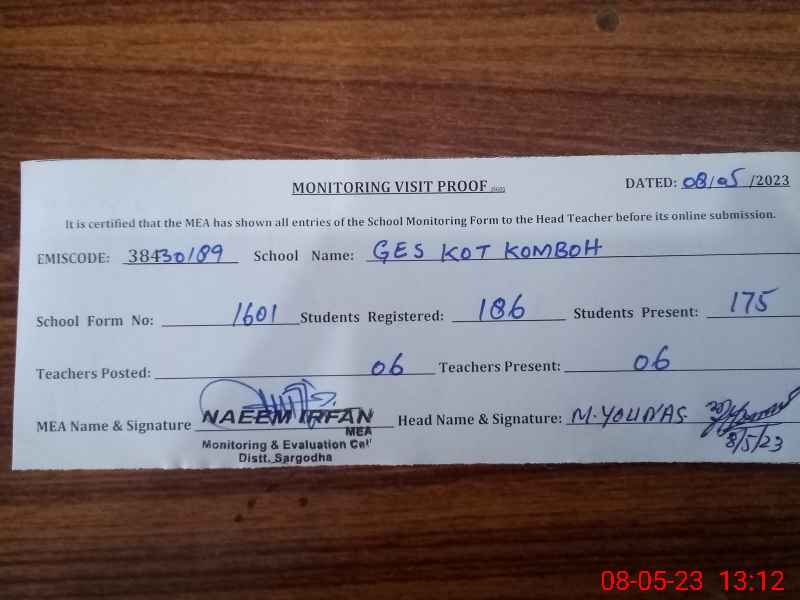 MONITORING VISIT PROOF
DATED: 08/05/2023
It is certified that the MEA has shown all entries of the School Monitoring Form to the Head Teacher before its online submission.
EMISCODE: 38430189 School Name: GES KOT KOMBOH
School Form No: 1601 Students Registered: 186 Students Present: 175
Teachers Posted: 06 Teachers Present: 06
MEA Name & Signature NAEEM IRFAN Head Name & Signature: M. YOUNAS
MEA
8/5/23
Monitoring & Evaluation Cell
Distt. Sargodha
08-05-23 13:12